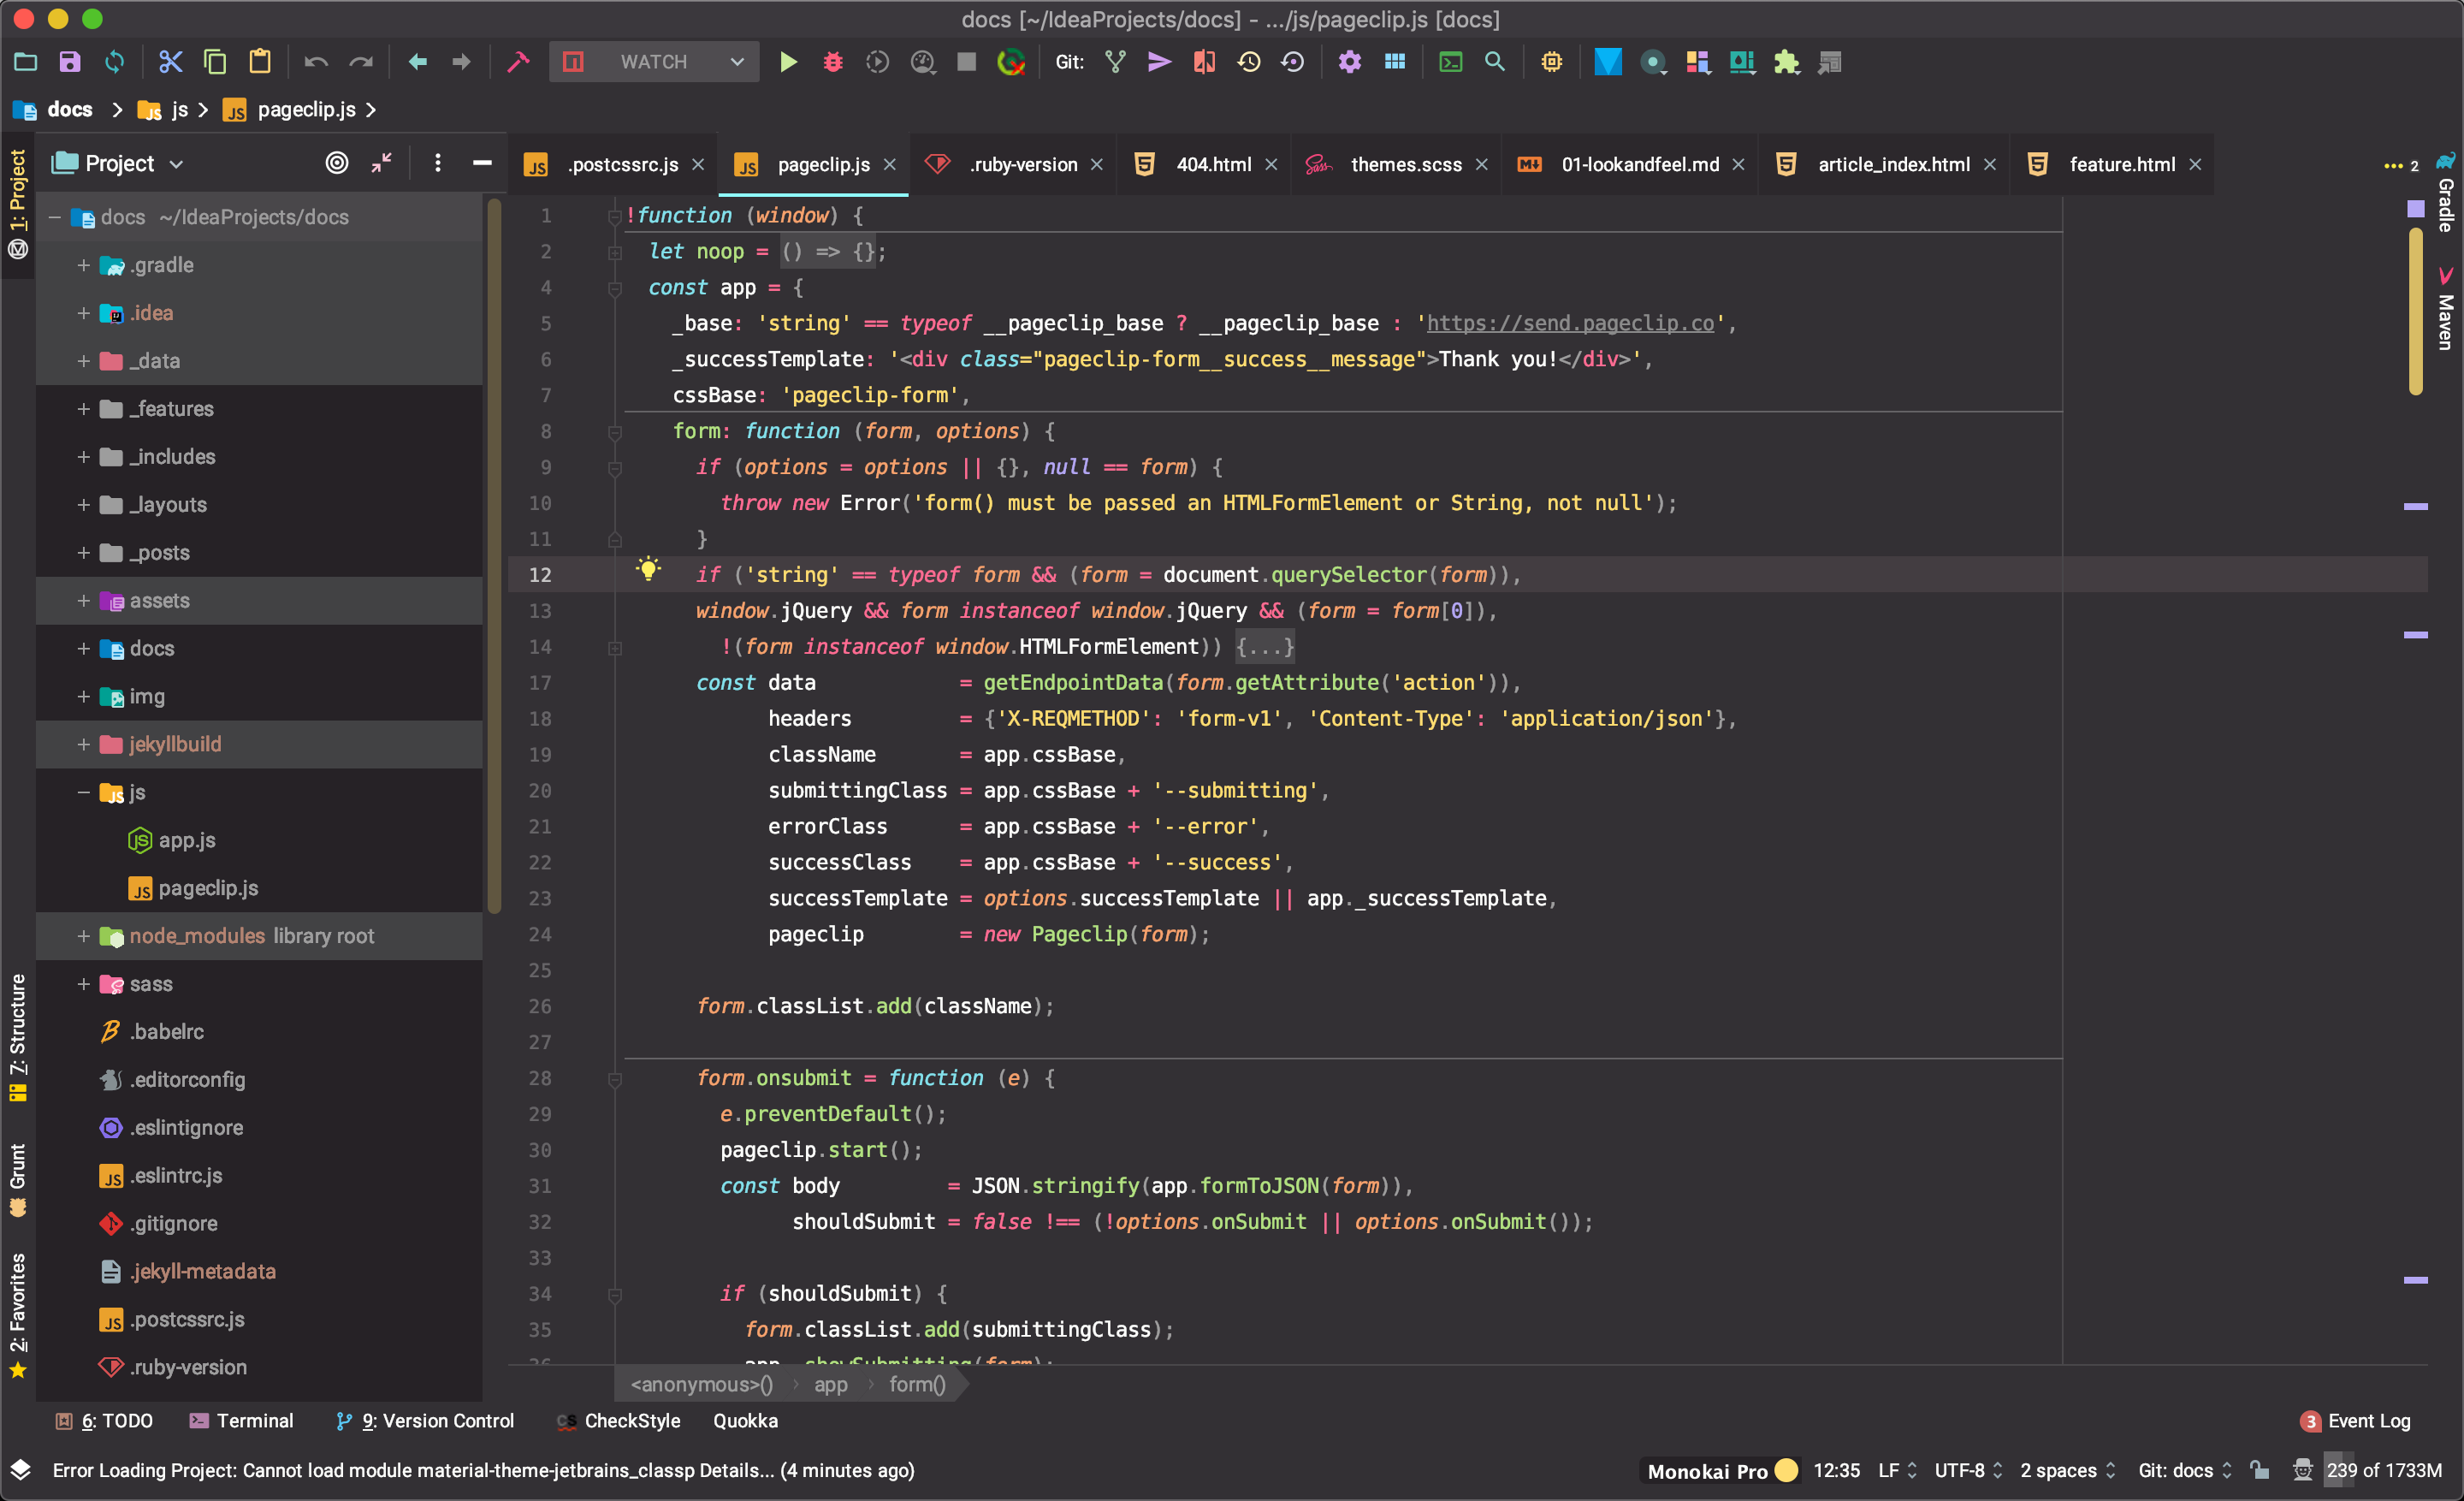 docs [~/IdeaProjects/docs] - .../js/pageclip.js [docs]
WATCH Git:
docs js pageclip.js
1: Project
Project
.postcssrc.js pageclip.js .ruby-version 404.html themes.scss 01-lookandfeel.md article_index.html feature.html 2
Gradle
Maven
docs ~/IdeaProjects/docs
.gradle
.idea
_data
_features
_includes
_layouts
_posts
assets
docs
img
jekyllbuild
js
app.js
pageclip.js
node_modules library root
sass
.babelrc
.editorconfig
.eslintignore
.eslintrc.js
.gitignore
.jekyll-metadata
.postcssrc.js
.ruby-version
7: Structure
Grunt
2: Favorites
1 !function (window) {
2 let noop = () => {};
4 const app = {
5 _base: 'string' == typeof __pageclip_base ? __pageclip_base : 'https://send.pageclip.co',
6 _successTemplate: '<div class="pageclip-form__success__message">Thank you!</div>',
7 cssBase: 'pageclip-form',
8 form: function (form, options) {
9 if (options = options || {}, null == form) {
10 throw new Error('form() must be passed an HTMLFormElement or String, not null');
11 }
12 if ('string' == typeof form && (form = document.querySelector(form)),
13 window.jQuery && form instanceof window.jQuery && (form = form[0]),
14 !(form instanceof window.HTMLFormElement)) {...}
17 const data = getEndpointData(form.getAttribute('action')),
18 headers = {'X-REQMETHOD': 'form-v1', 'Content-Type': 'application/json'},
19 className = app.cssBase,
20 submittingClass = app.cssBase + '--submitting',
21 errorClass = app.cssBase + '--error',
22 successClass = app.cssBase + '--success',
23 successTemplate = options.successTemplate || app._successTemplate,
24 pageclip = new Pageclip(form);
25
26 form.classList.add(className);
27
28 form.onsubmit = function (e) {
29 e.preventDefault();
30 pageclip.start();
31 const body = JSON.stringify(app.formToJSON(form)),
32 shouldSubmit = false !== (!options.onSubmit || options.onSubmit());
33
34 if (shouldSubmit) {
35 form.classList.add(submittingClass);
<anonymous>() app form()
6: TODO Terminal 9: Version Control CheckStyle Quokka 3 Event Log
Error Loading Project: Cannot load module material-theme-jetbrains_classp Details... (4 minutes ago) Monokai Pro 12:35 LF UTF-8 2 spaces Git: docs 239 of 1733M